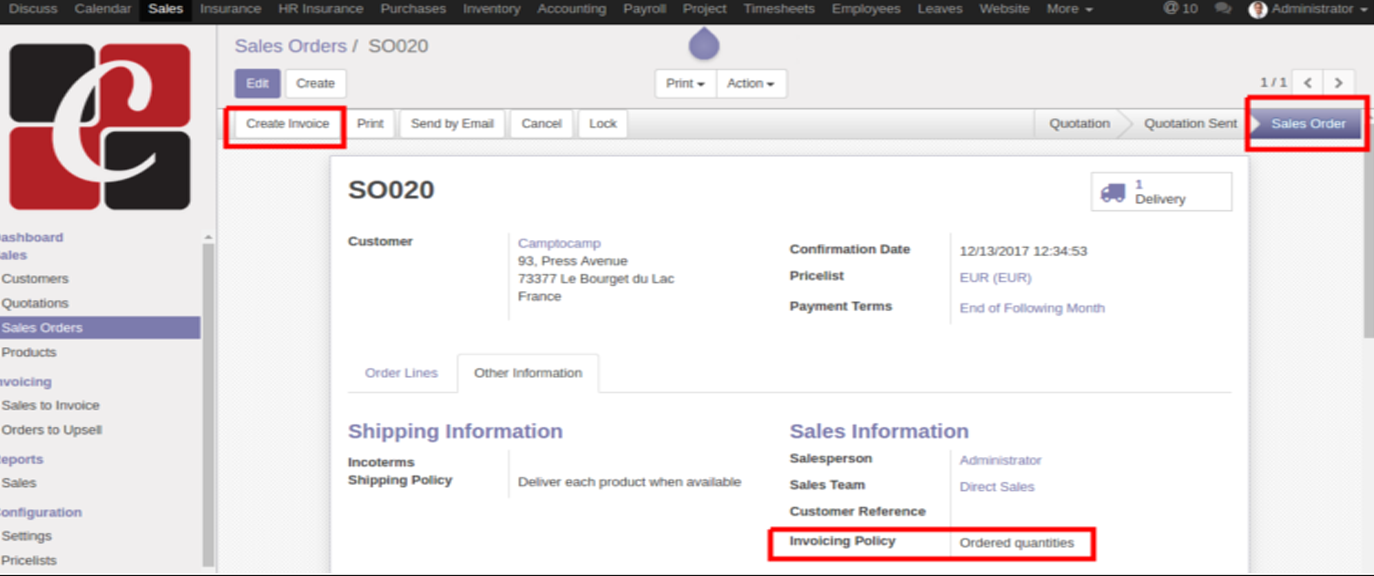 Discuss Calendar Sales Insurance HR Insurance Purchases Inventory Accounting Payroll Project Timesheets Employees Leaves Website More @ 10 Administrator
Sales Orders / SO020
Edit Create Print Action 1 / 1
Create Invoice Print Send by Email Cancel Lock Quotation Quotation Sent Sales Order
C
SO020
1
Delivery
ashboard
ales
Customers
Quotations
Sales Orders
Products
nvoicing
Sales to Invoice
Orders to Upsell
eports
Sales
onfiguration
Settings
Pricelists
Customer
Camptocamp
93, Press Avenue
73377 Le Bourget du Lac
France
Confirmation Date 12/13/2017 12:34:53
Pricelist EUR (EUR)
Payment Terms End of Following Month
Order Lines Other Information
Shipping Information
Incoterms
Shipping Policy Deliver each product when available
Sales Information
Salesperson Administrator
Sales Team Direct Sales
Customer Reference
Invoicing Policy Ordered quantities